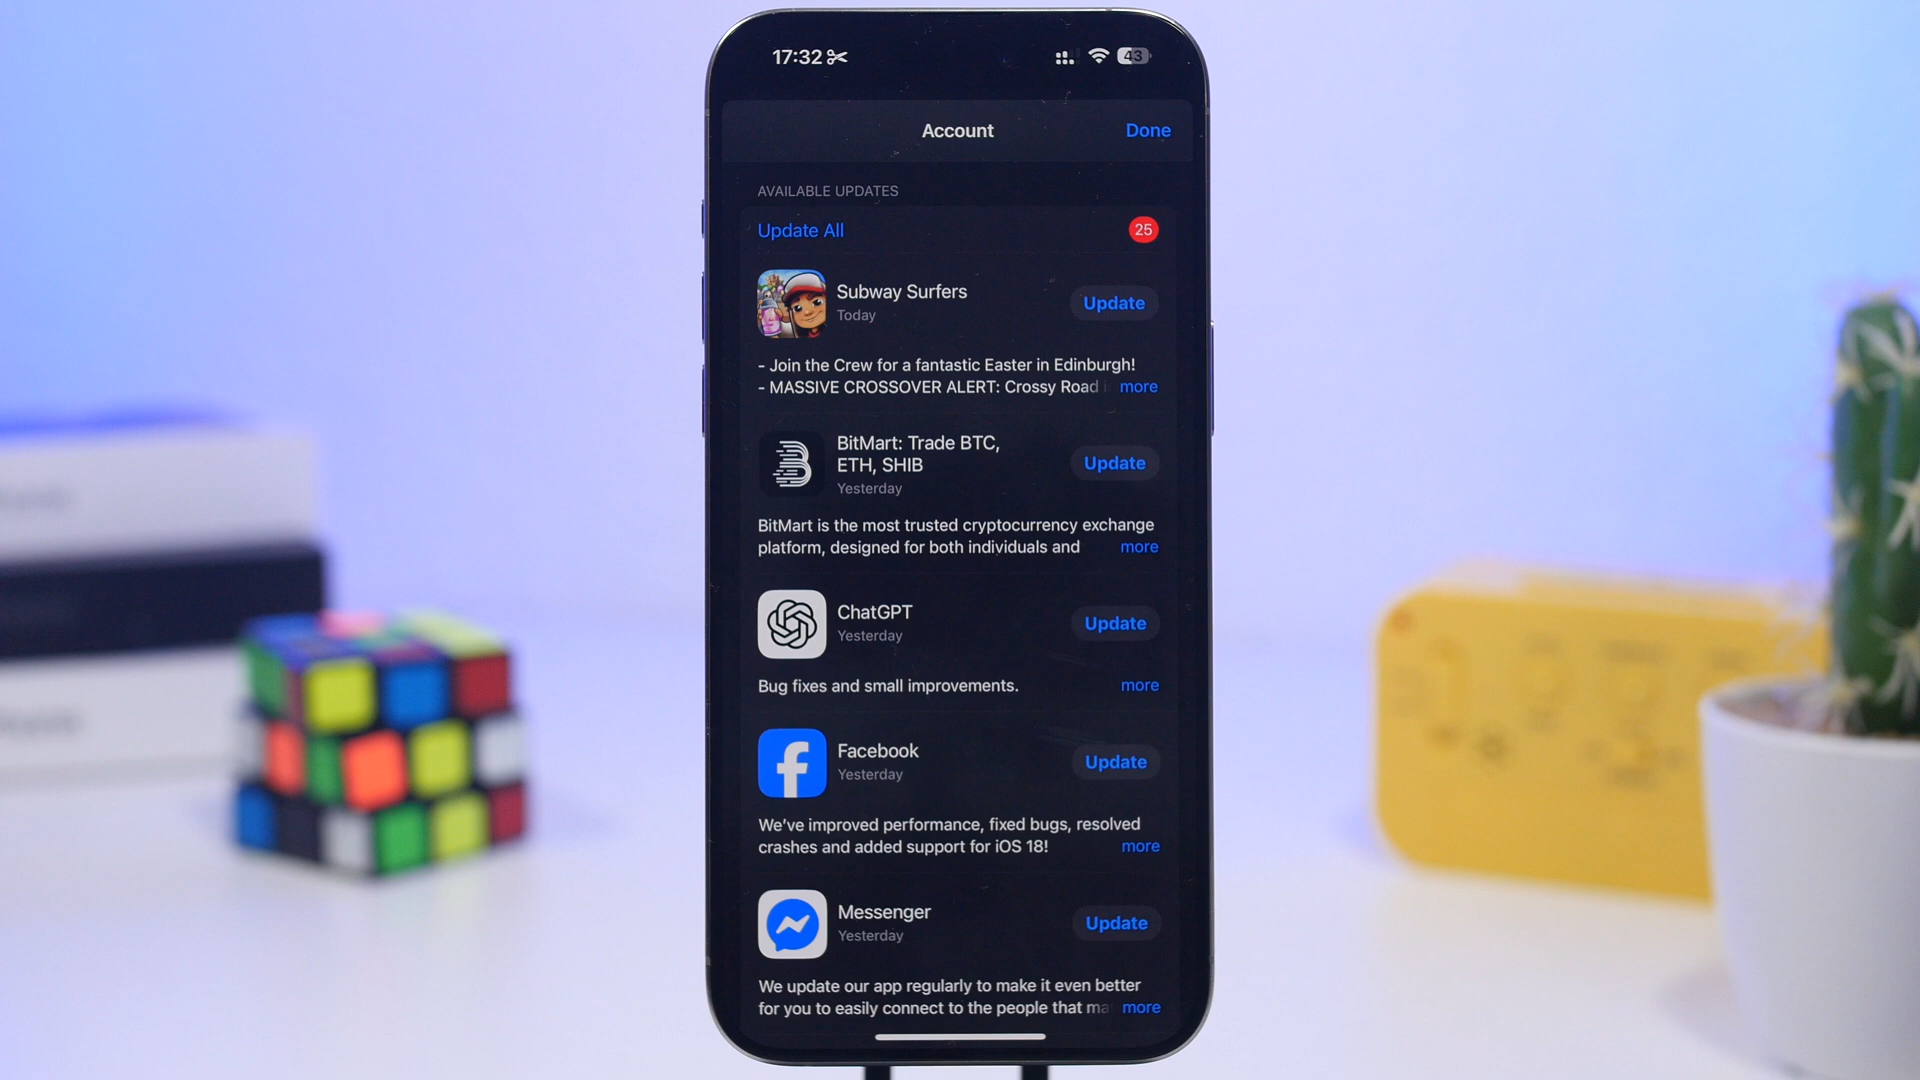 17:32
43
Account
Done
AVAILABLE UPDATES
Update All
25
Subway Surfers
Today
Update
- Join the Crew for a fantastic Easter in Edinburgh!
- MASSIVE CROSSOVER ALERT: Crossy Road
more
BitMart: Trade BTC,
ETH, SHIB
Yesterday
Update
BitMart is the most trusted cryptocurrency exchange
platform, designed for both individuals and
more
ChatGPT
Yesterday
Update
Bug fixes and small improvements.
more
Facebook
Yesterday
Update
We've improved performance, fixed bugs, resolved
crashes and added support for iOS 18!
more
Messenger
Yesterday
Update
We update our app regularly to make it even better
for you to easily connect to the people that ma
more